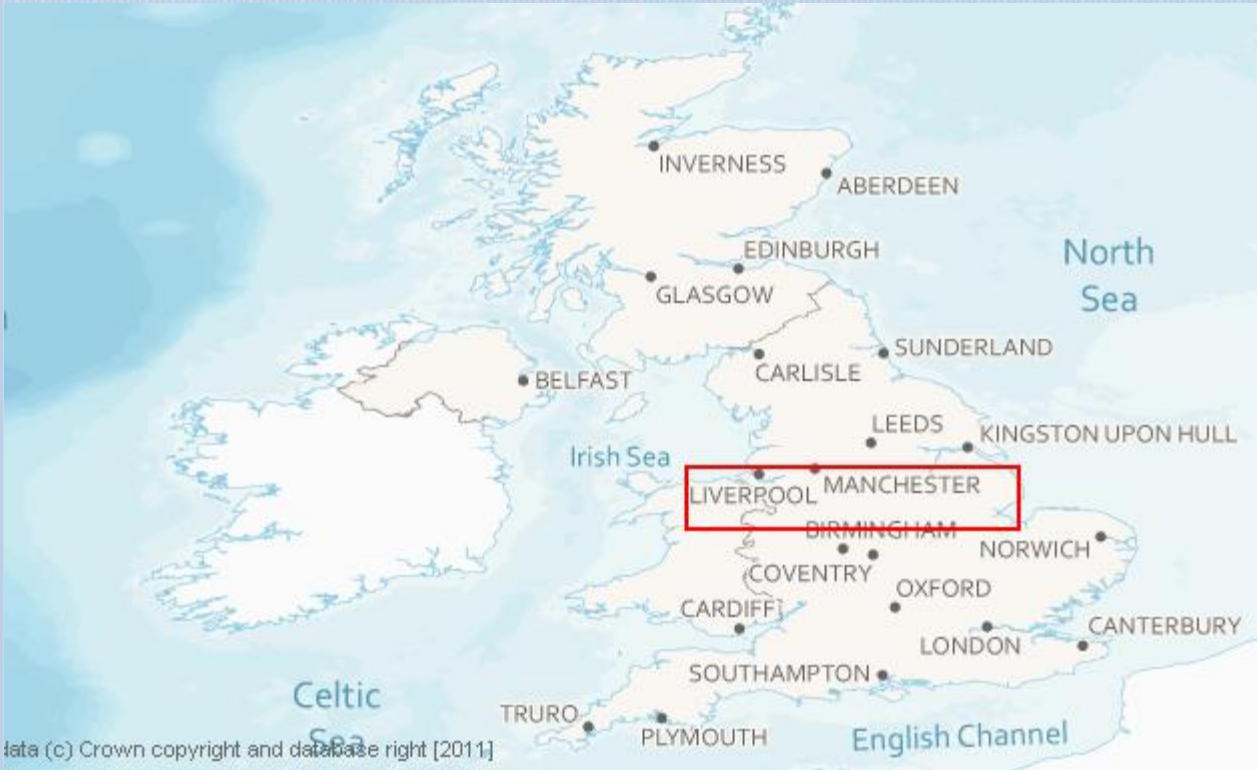 INVERNESS
ABERDEEN
EDINBURGH
North
Sea
GLASGOW
SUNDERLAND
CARLISLE
BELFAST
LEEDS
KINGSTON UPON HULL
Irish Sea
LIVERPOOL
MANCHESTER
BIRMINGHAM
NORWICH
COVENTRY
OXFORD
CARDIFF
CANTERBURY
LONDON
SOUTHAMPTON
Celtic
Sea
TRURO
PLYMOUTH
English Channel
data (c) Crown copyright and database right [2011]